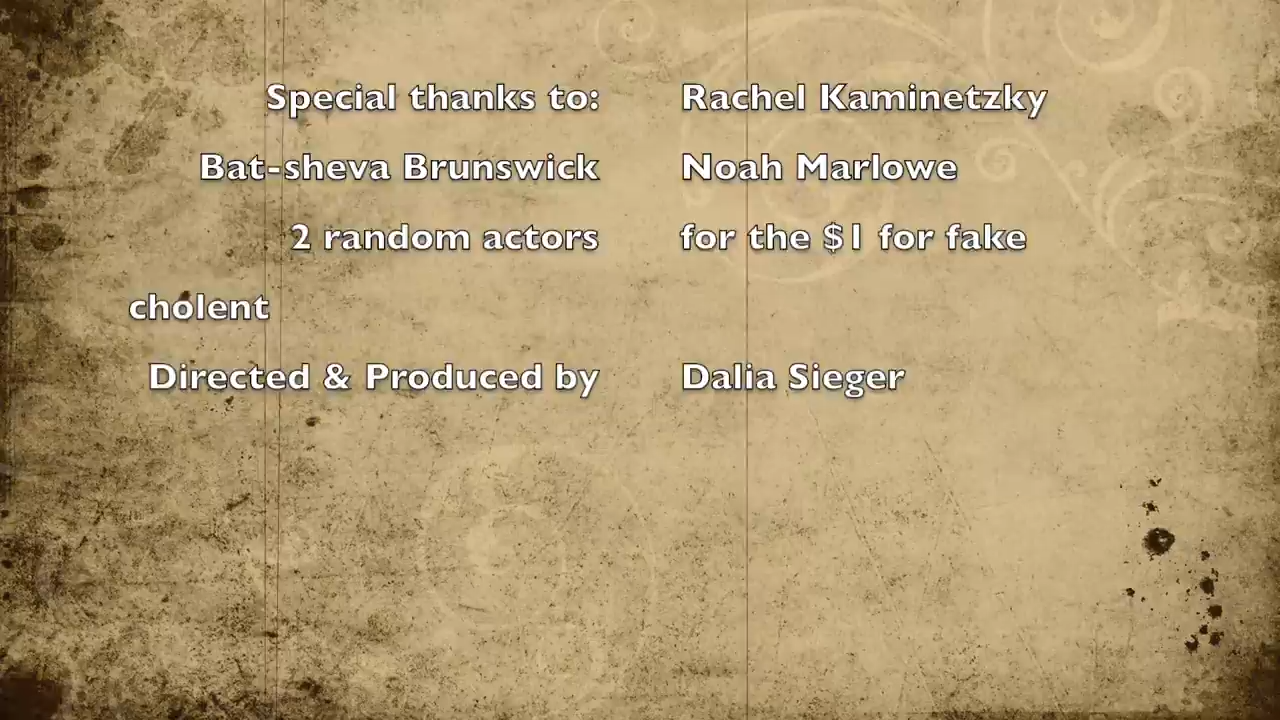 Special thanks to: Rachel Kaminetzky
Bat-sheva Brunswick Noah Marlowe
2 random actors for the $1 for fake
cholent
Directed & Produced by Dalia Sieger